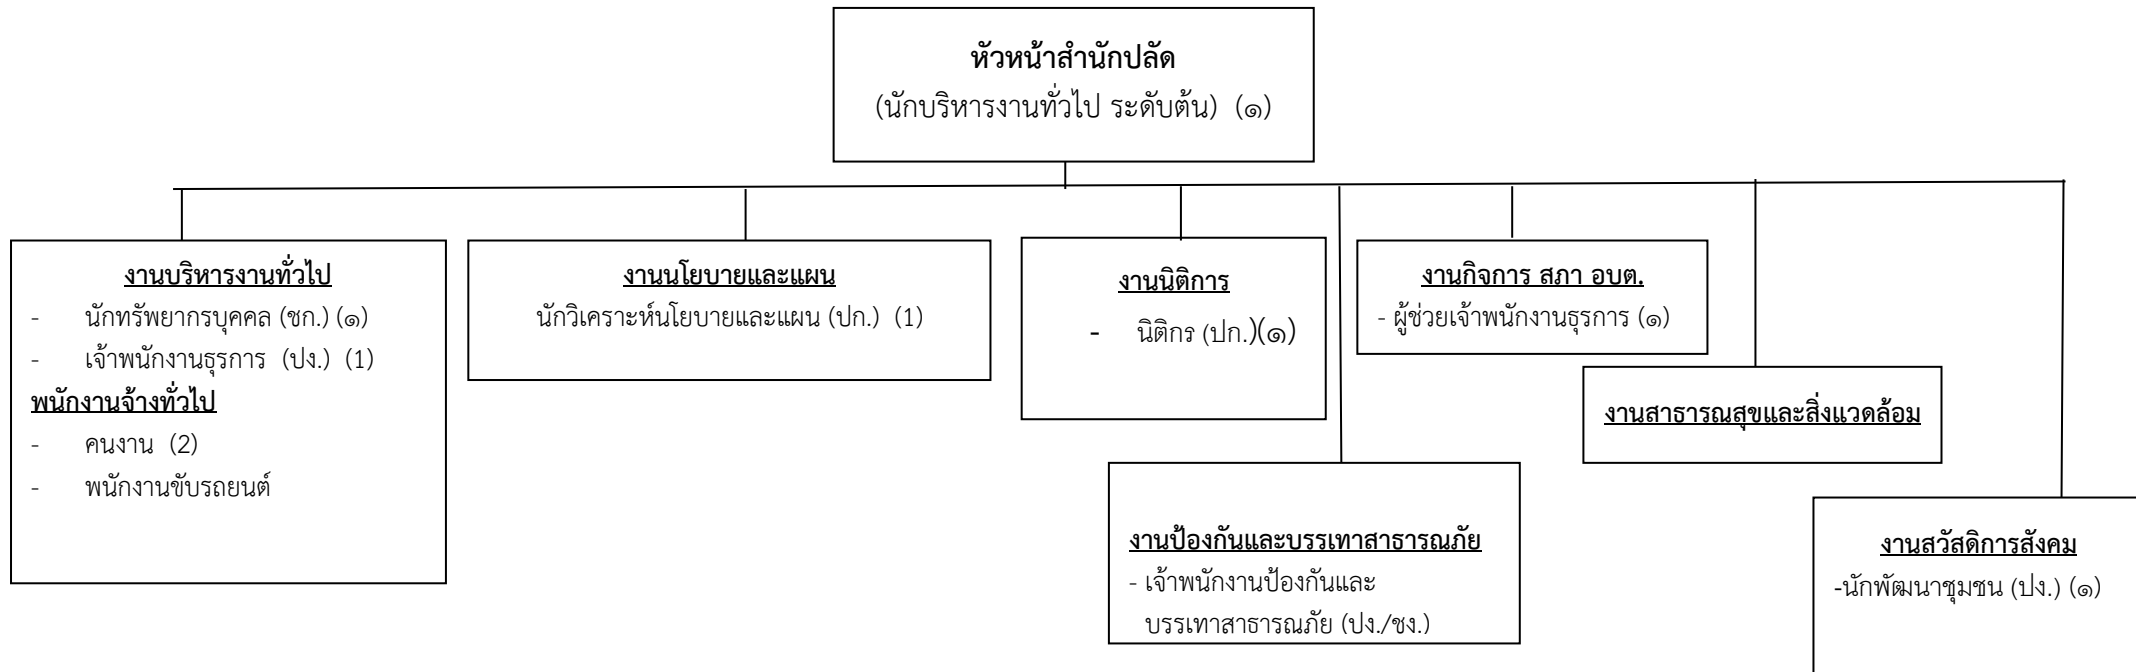 หัวหน้าสำนักปลัด
(นักบริหารงานทั่วไป ระดับต้น) (๑)
งานบริหารงานทั่วไป
- นักทรัพยากรบุคคล (ชก.) (๑)
- เจ้าพนักงานธุรการ (ปง.) (1)
พนักงานจ้างทั่วไป
- คนงาน (2)
- พนักงานขับรถยนต์
งานนโยบายและแผน
นักวิเคราะห์นโยบายและแผน (ปก.) (1)
งานนิติการ
- นิติกร (ปก.)(๑)
งานกิจการ สภา อบต.
- ผู้ช่วยเจ้าพนักงานธุรการ (๑)
งานสาธารณสุขและสิ่งแวดล้อม
งานป้องกันและบรรเทาสาธารณภัย
- เจ้าพนักงานป้องกันและ
บรรเทาสาธารณภัย (ปง./ชง.)
งานสวัสดิการสังคม
-นักพัฒนาชุมชน (ปง.) (๑)